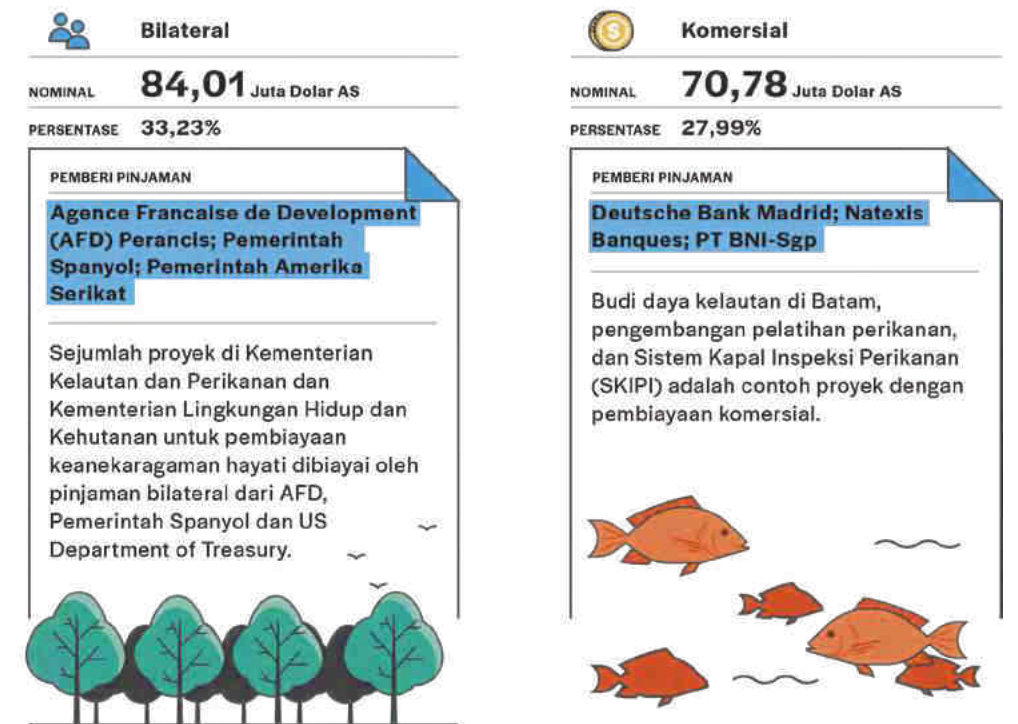 Bilateral
NOMINAL 84,01 Juta Dolar AS
PERSENTASE 33,23%
PEMBERI PINJAMAN
Agence Francaise de Development
(AFD) Perancis; Pemerintah
Spanyol; Pemerintah Amerika
Serikat
Sejumlah proyek di Kementerian
Kelautan dan Perikanan dan
Kementerian Lingkungan Hidup dan
Kehutanan untuk pembiayaan
keanekaragaman hayati dibiayai oleh
pinjaman bilateral dari AFD,
Pemerintah Spanyol dan US
Department of Treasury.
Komersial
NOMINAL 70,78 Juta Dolar AS
PERSENTASE 27,99%
PEMBERI PINJAMAN
Deutsche Bank Madrid; Natexis
Banques; PT BNI-Sgp
Budi daya kelautan di Batam,
pengembangan pelatihan perikanan,
dan Sistem Kapal Inspeksi Perikanan
(SKIPI) adalah contoh proyek dengan
pembiayaan komersial.